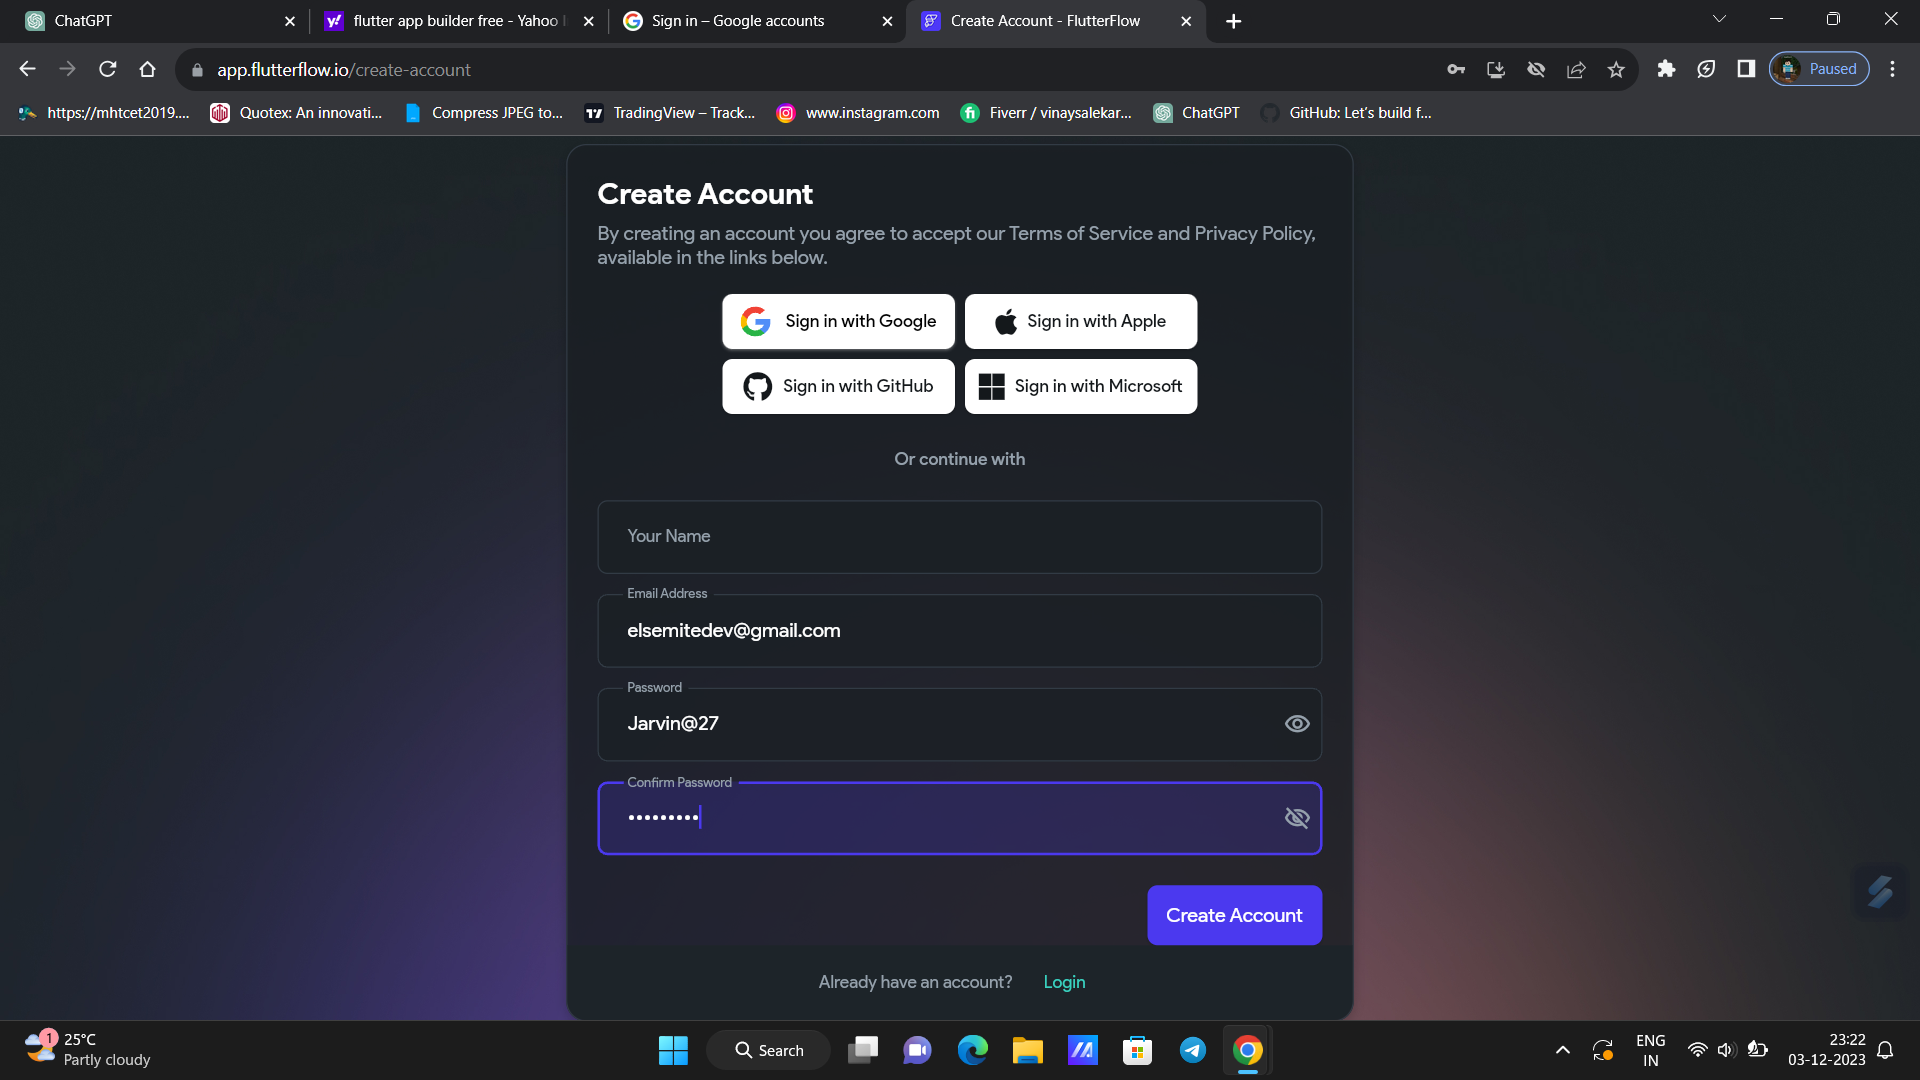 ChatGPT
flutter app builder free - Yahoo
Sign in – Google accounts
Create Account - FlutterFlow
app.flutterflow.io/create-account
Paused
https://mhtcet2019....
Quotex: An innovati...
Compress JPEG to...
TradingView – Track...
www.instagram.com
Fiverr / vinaysalekar...
ChatGPT
GitHub: Let's build f...
Create Account
By creating an account you agree to accept our Terms of Service and Privacy Policy,
available in the links below.
Sign in with Google
Sign in with Apple
Sign in with GitHub
Sign in with Microsoft
Or continue with
Your Name
Email Address
elsemitedev@gmail.com
Password
Jarvin@27
Confirm Password
•••••••••
Create Account
Already have an account? Login
1
25°C
Partly cloudy
Search
ENG
IN
23:22
03-12-2023